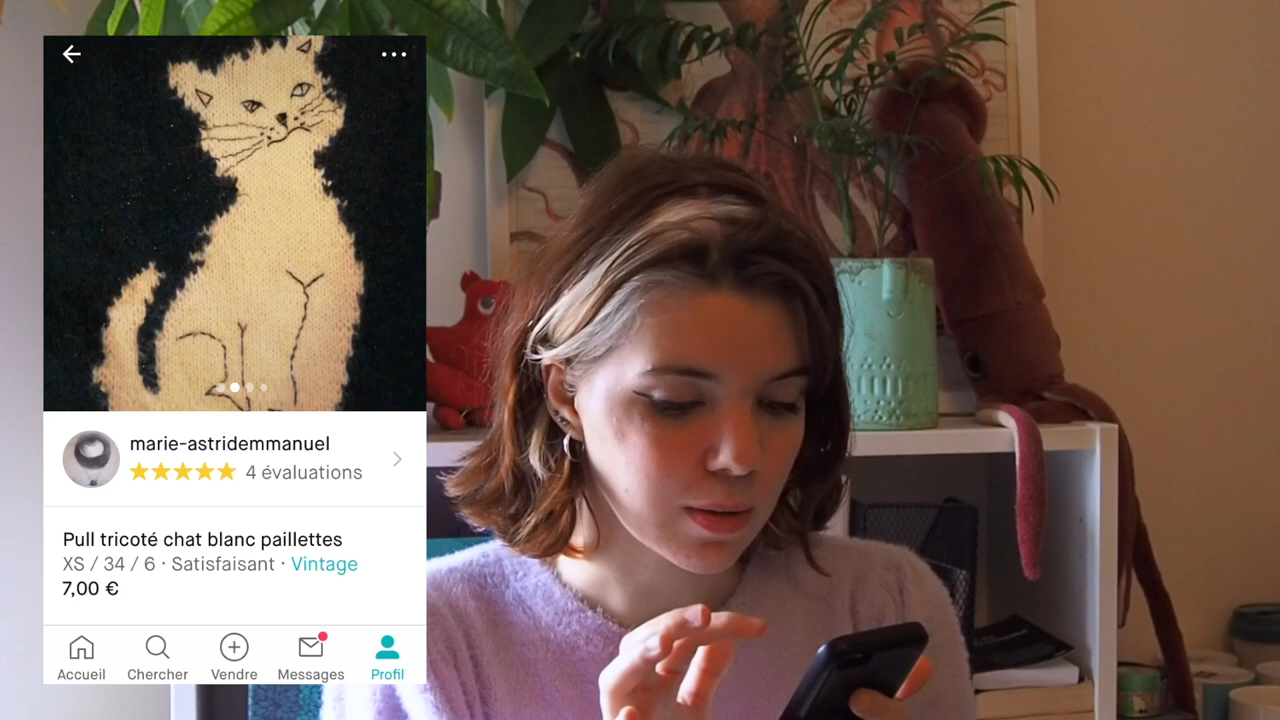 marie-astridemmanuel
4 évaluations
Pull tricoté chat blanc paillettes
XS / 34 / 6 · Satisfaisant · Vintage
7,00 €
Accueil Chercher Vendre Messages Profil